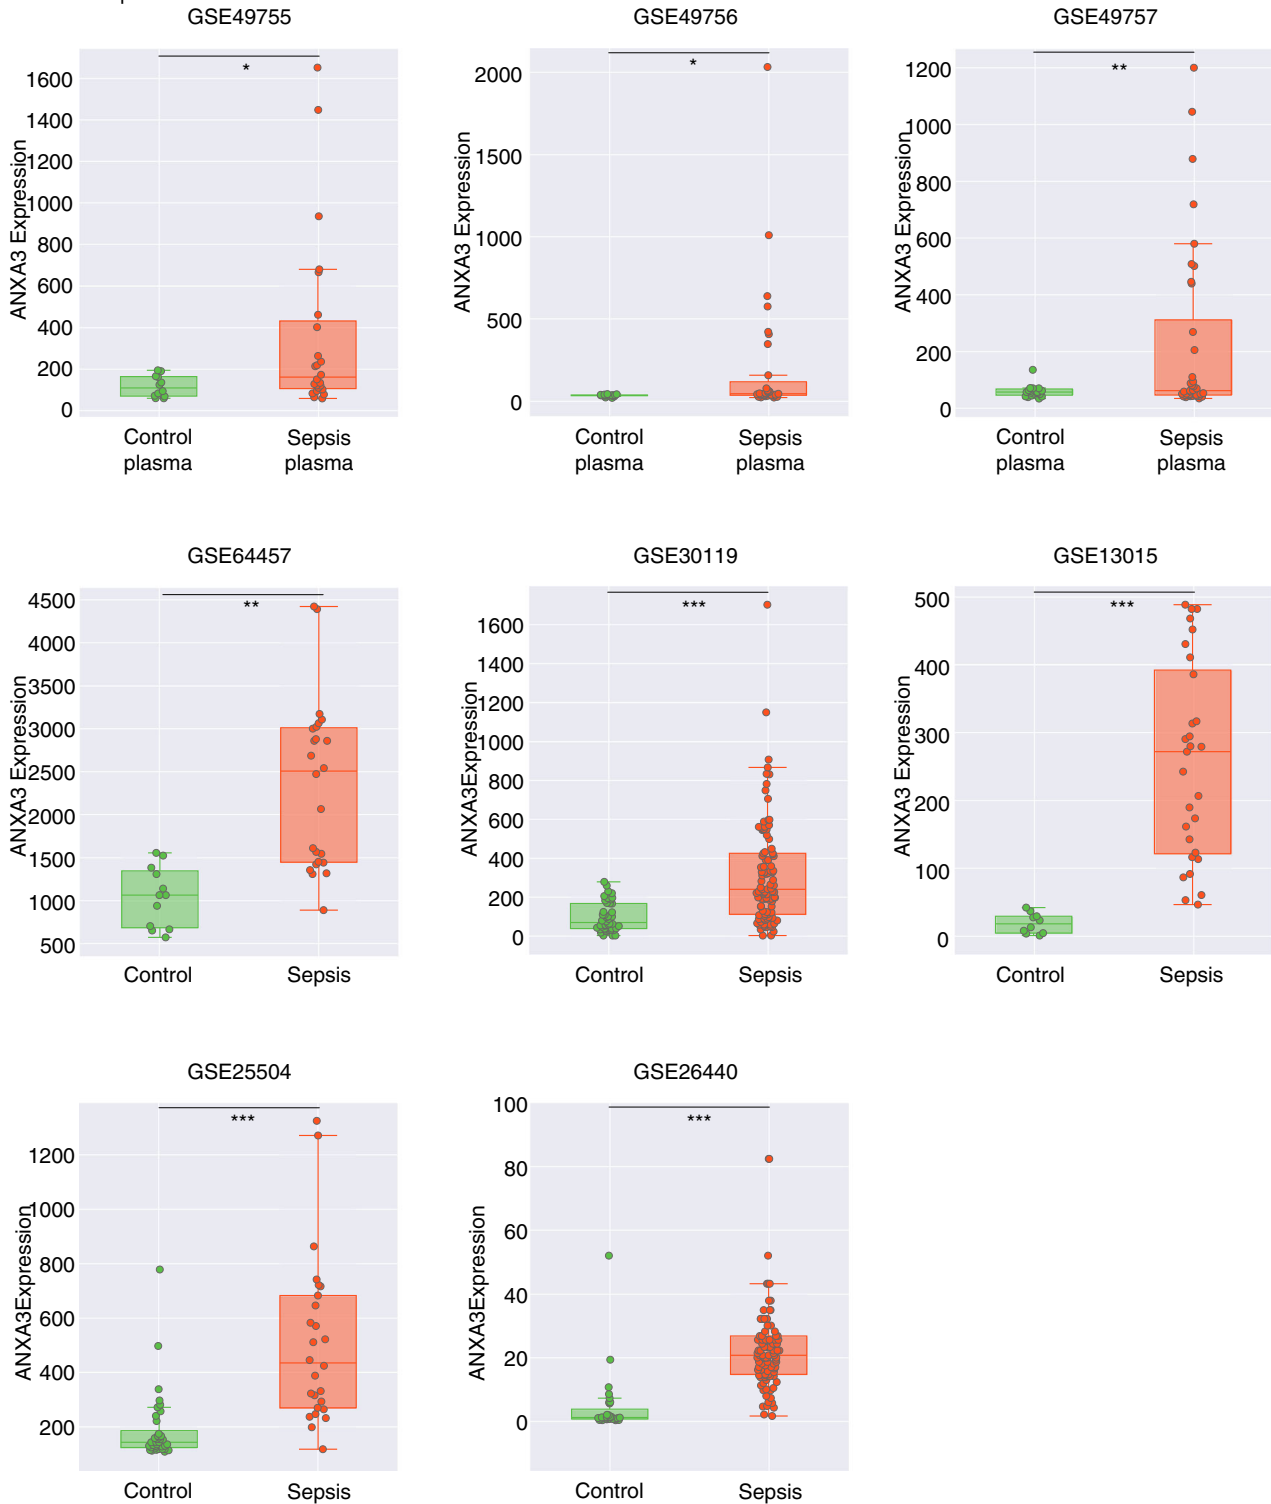 GSE49755
GSE49756
GSE49757
*
*
**
ANXA3 Expression
1600
1400
1200
1000
800
600
400
200
0
ANXA3 Expression
2000
1500
1000
500
0
ANXA3 Expression
1200
1000
800
600
400
200
0
Control
plasma
Sepsis
plasma
Control
plasma
Sepsis
plasma
Control
plasma
Sepsis
plasma
GSE64457
GSE30119
GSE13015
**
***
***
ANXA3 Expression
4500
4000
3500
3000
2500
2000
1500
1000
500
ANXA3Expression
1600
1400
1200
1000
800
600
400
200
0
ANXA3 Expression
500
400
300
200
100
0
Control
Sepsis
Control
Sepsis
Control
Sepsis
GSE25504
GSE26440
***
***
ANXA3Expression
1200
1000
800
600
400
200
ANXA3Expression
100
80
60
40
20
0
Control
Sepsis
Control
Sepsis